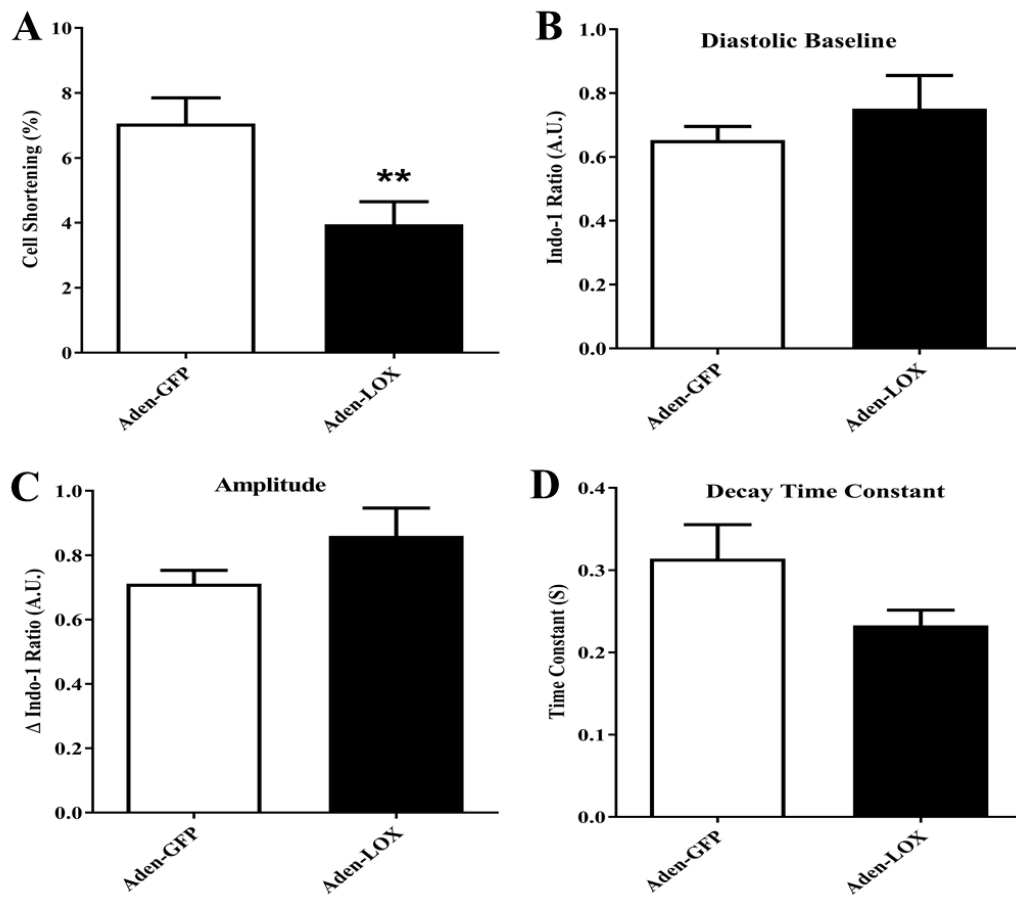 A
Cell Shortening (%)
10
8
6
4
2
0
**
Aden-GFP
Aden-LOX
B
Diastolic Baseline
Indo-1 Ratio (A.U.)
1.0
0.8
0.6
0.4
0.2
0.0
Aden-GFP
Aden-LOX
C
Amplitude
Δ Indo-1 Ratio (A.U.)
1.0
0.8
0.6
0.4
0.2
0.0
Aden-GFP
Aden-LOX
D
Decay Time Constant
Time Constant (S)
0.4
0.3
0.2
0.1
0.0
Aden-GFP
Aden-LOX